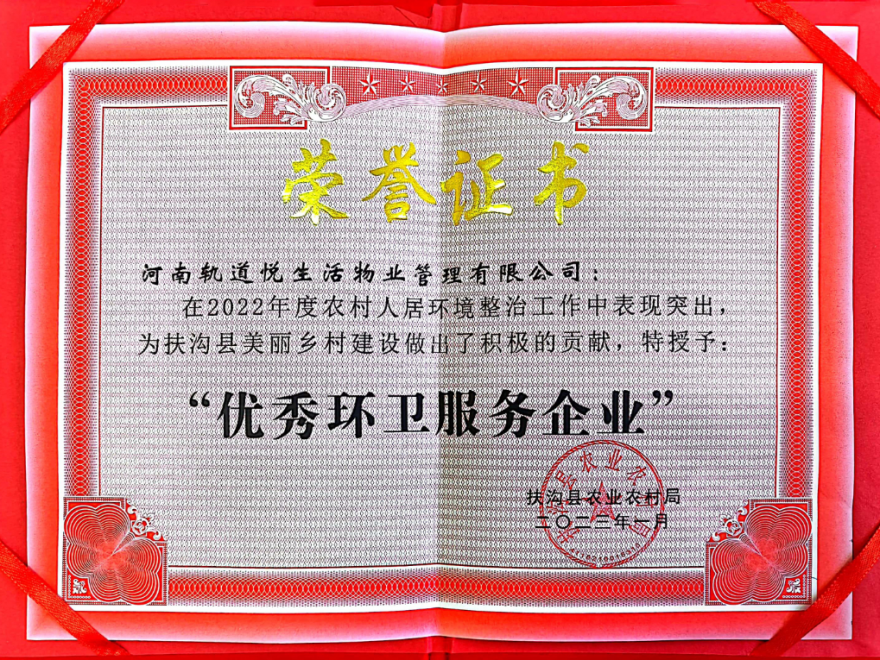 荣誉证书
河南轨道悦生活物业管理有限公司：
在2022年度农村人居环境整治工作中表现突出，
为扶沟县美丽乡村建设做出了积极的贡献，特授予：
“优秀环卫服务企业”
扶沟县农业农村局
二〇二三年一月